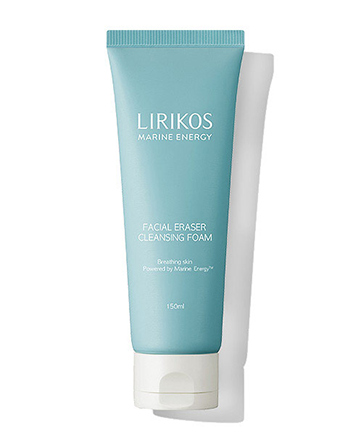 LIRIKOS
MARINE ENERGY
FACIAL ERASER
CLEANSING FOAM
Breathing skin
Powered by Marine Energy™
150ml